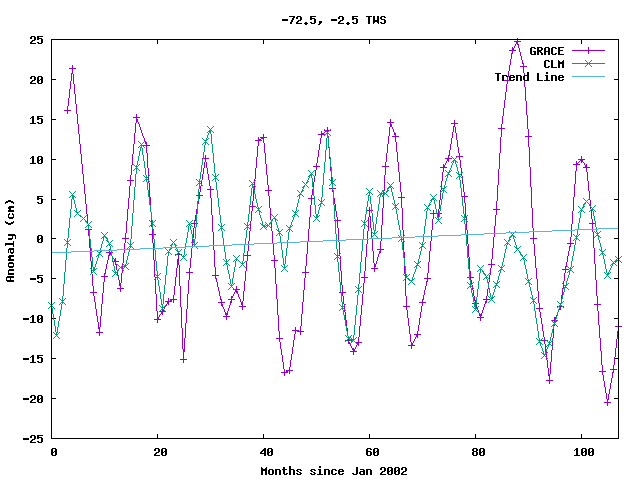 -72.5, -2.5 TWS
GRACE
CLM
Trend Line
25
20
15
10
5
0
-5
-10
-15
-20
-25
Anomaly (cm)
0 20 40 60 80 100
Months since Jan 2002